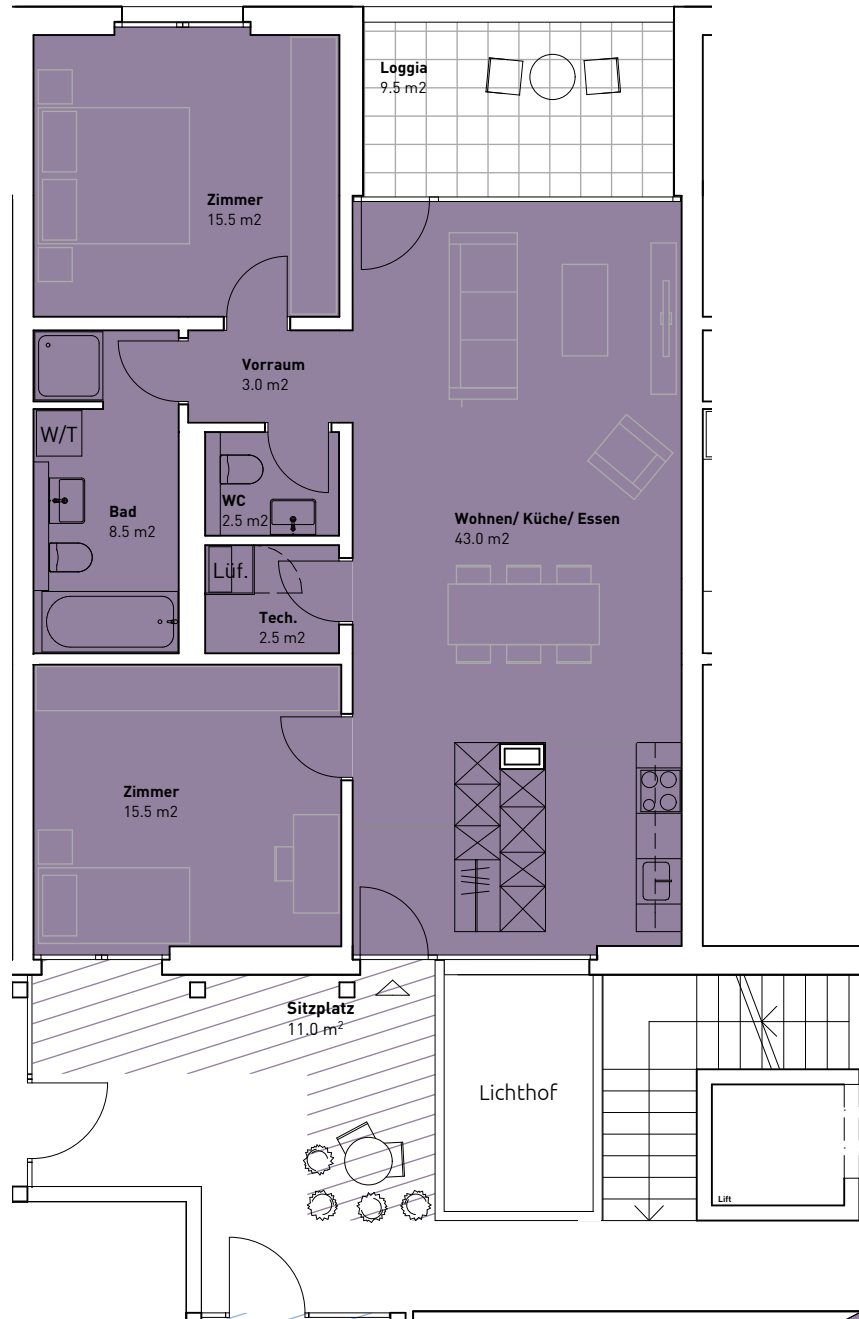 Loggia
9.5 m2
Zimmer
15.5 m2
Vorraum
3.0 m2
W/T
WC
2.5 m2
Bad
8.5 m2
Wohnen/ Küche/ Essen
43.0 m2
Lüf.
Tech.
2.5 m2
Zimmer
15.5 m2
Sitzplatz
11.0 m²
Lichthof
Lift